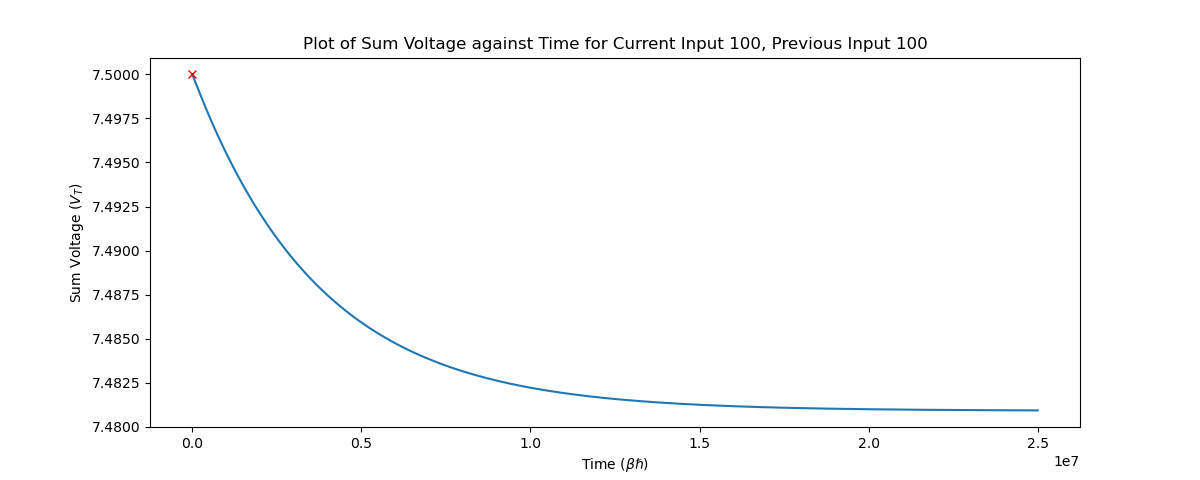 Plot of Sum Voltage against Time for Current Input 100, Previous Input 100
7.5000
7.4975
7.4950
7.4925
7.4900
7.4875
7.4850
7.4825
7.4800
Sum Voltage (V_T)
0.0 0.5 1.0 1.5 2.0 2.5
1e7
Time (βℏ)